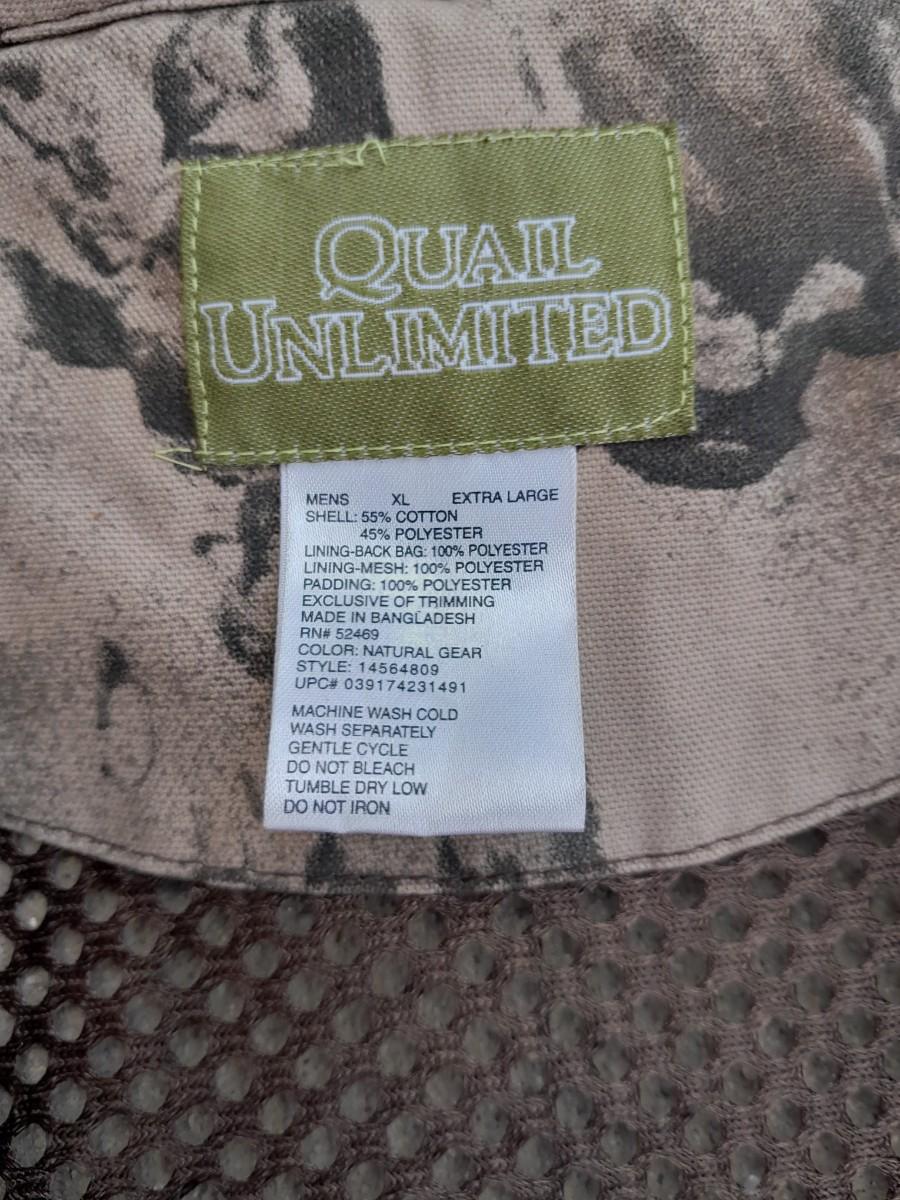 QUAIL
UNLIMITED
MENS XL EXTRA LARGE
SHELL: 55% COTTON
45% POLYESTER
LINING-BACK BAG: 100% POLYESTER
LINING-MESH: 100% POLYESTER
PADDING: 100% POLYESTER
EXCLUSIVE OF TRIMMING
MADE IN BANGLADESH
RN# 52469
COLOR: NATURAL GEAR
STYLE: 14564809
UPC# 039174231491
MACHINE WASH COLD
WASH SEPARATELY
GENTLE CYCLE
DO NOT BLEACH
TUMBLE DRY LOW
DO NOT IRON